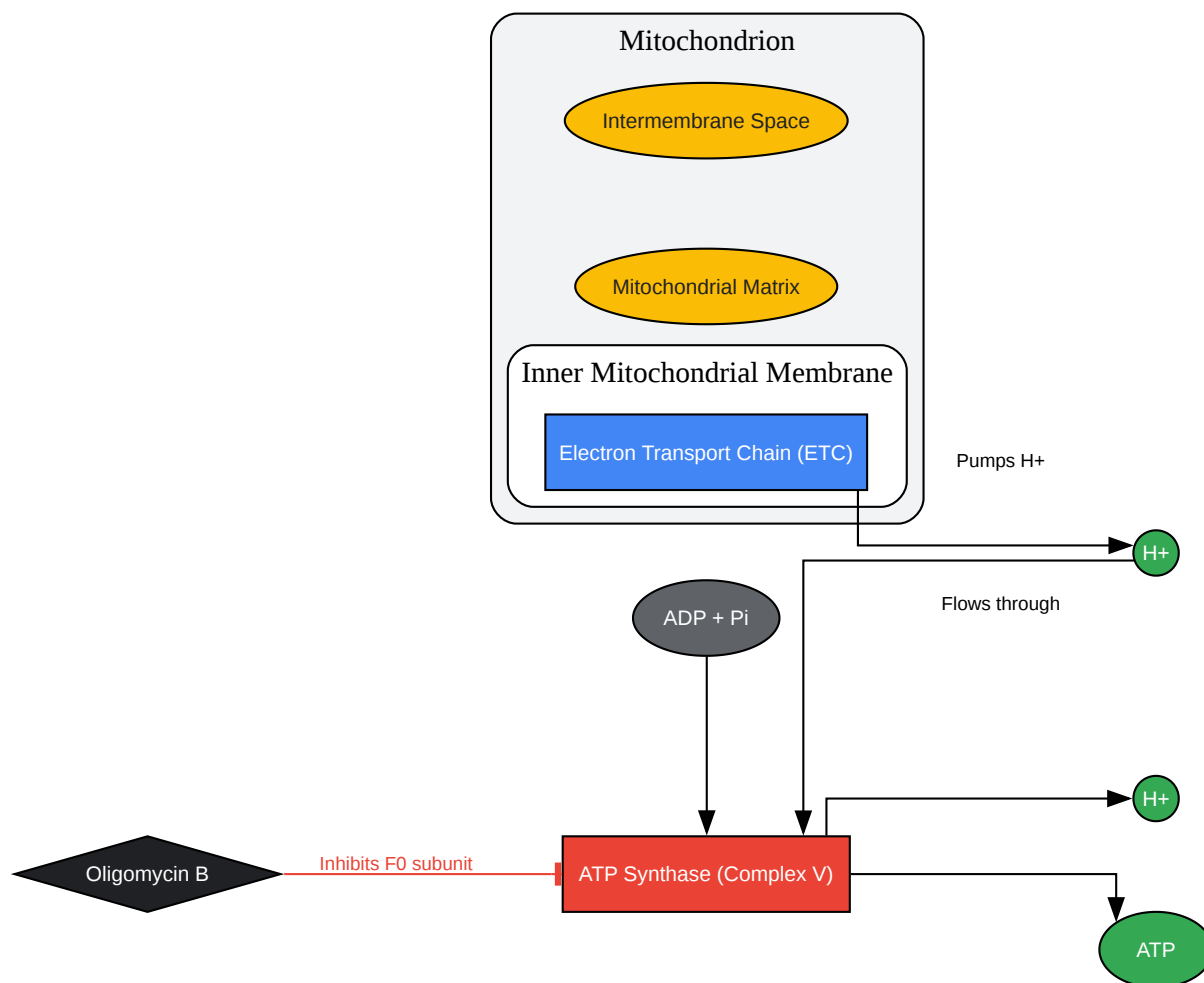 Mitochondrion
Intermembrane Space
Mitochondrial Matrix
Inner Mitochondrial Membrane
Electron Transport Chain (ETC)
Pumps H+
H+
Flows through
ADP + Pi
H+
Oligomycin B
Inhibits F0 subunit
ATP Synthase (Complex V)
ATP